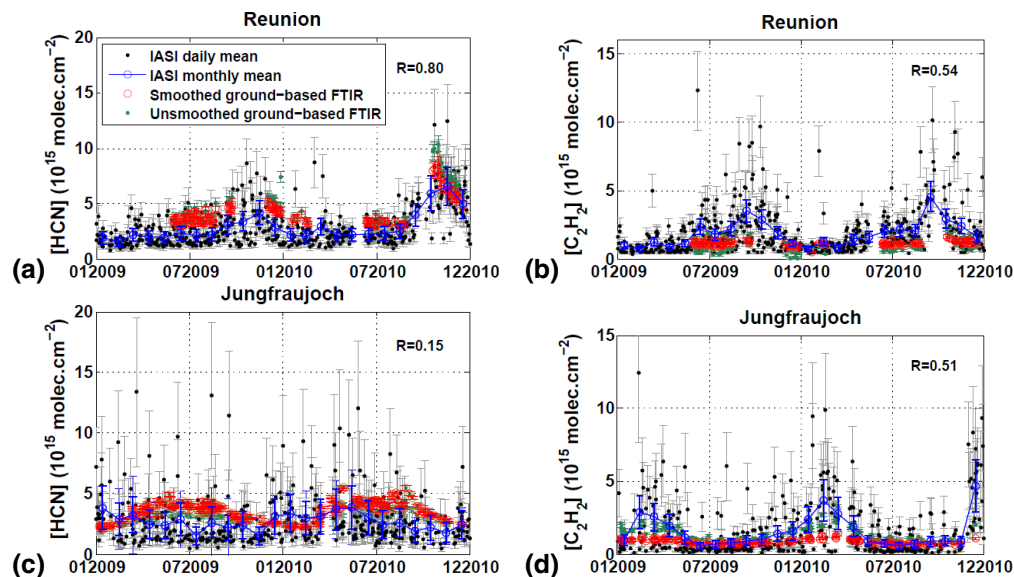 Reunion
[HCN] (10^15 molec.cm^−2)
20
15
10
5
0
IASI daily mean
IASI monthly mean
Smoothed ground−based FTIR
Unsmoothed ground−based FTIR
R=0.80
(a)
012009 072009 012010 072010 122010
Reunion
[C_2H_2] (10^15 molec.cm^−2)
15
10
5
0
R=0.54
(b)
012009 072009 012010 072010 122010
Jungfraujoch
[HCN] (10^15 molec.cm^−2)
20
15
10
5
0
R=0.15
(c)
012009 072009 012010 072010 122010
Jungfraujoch
[C_2H_2] (10^15 molec.cm^−2)
15
10
5
0
R=0.51
(d)
012009 072009 012010 072010 122010